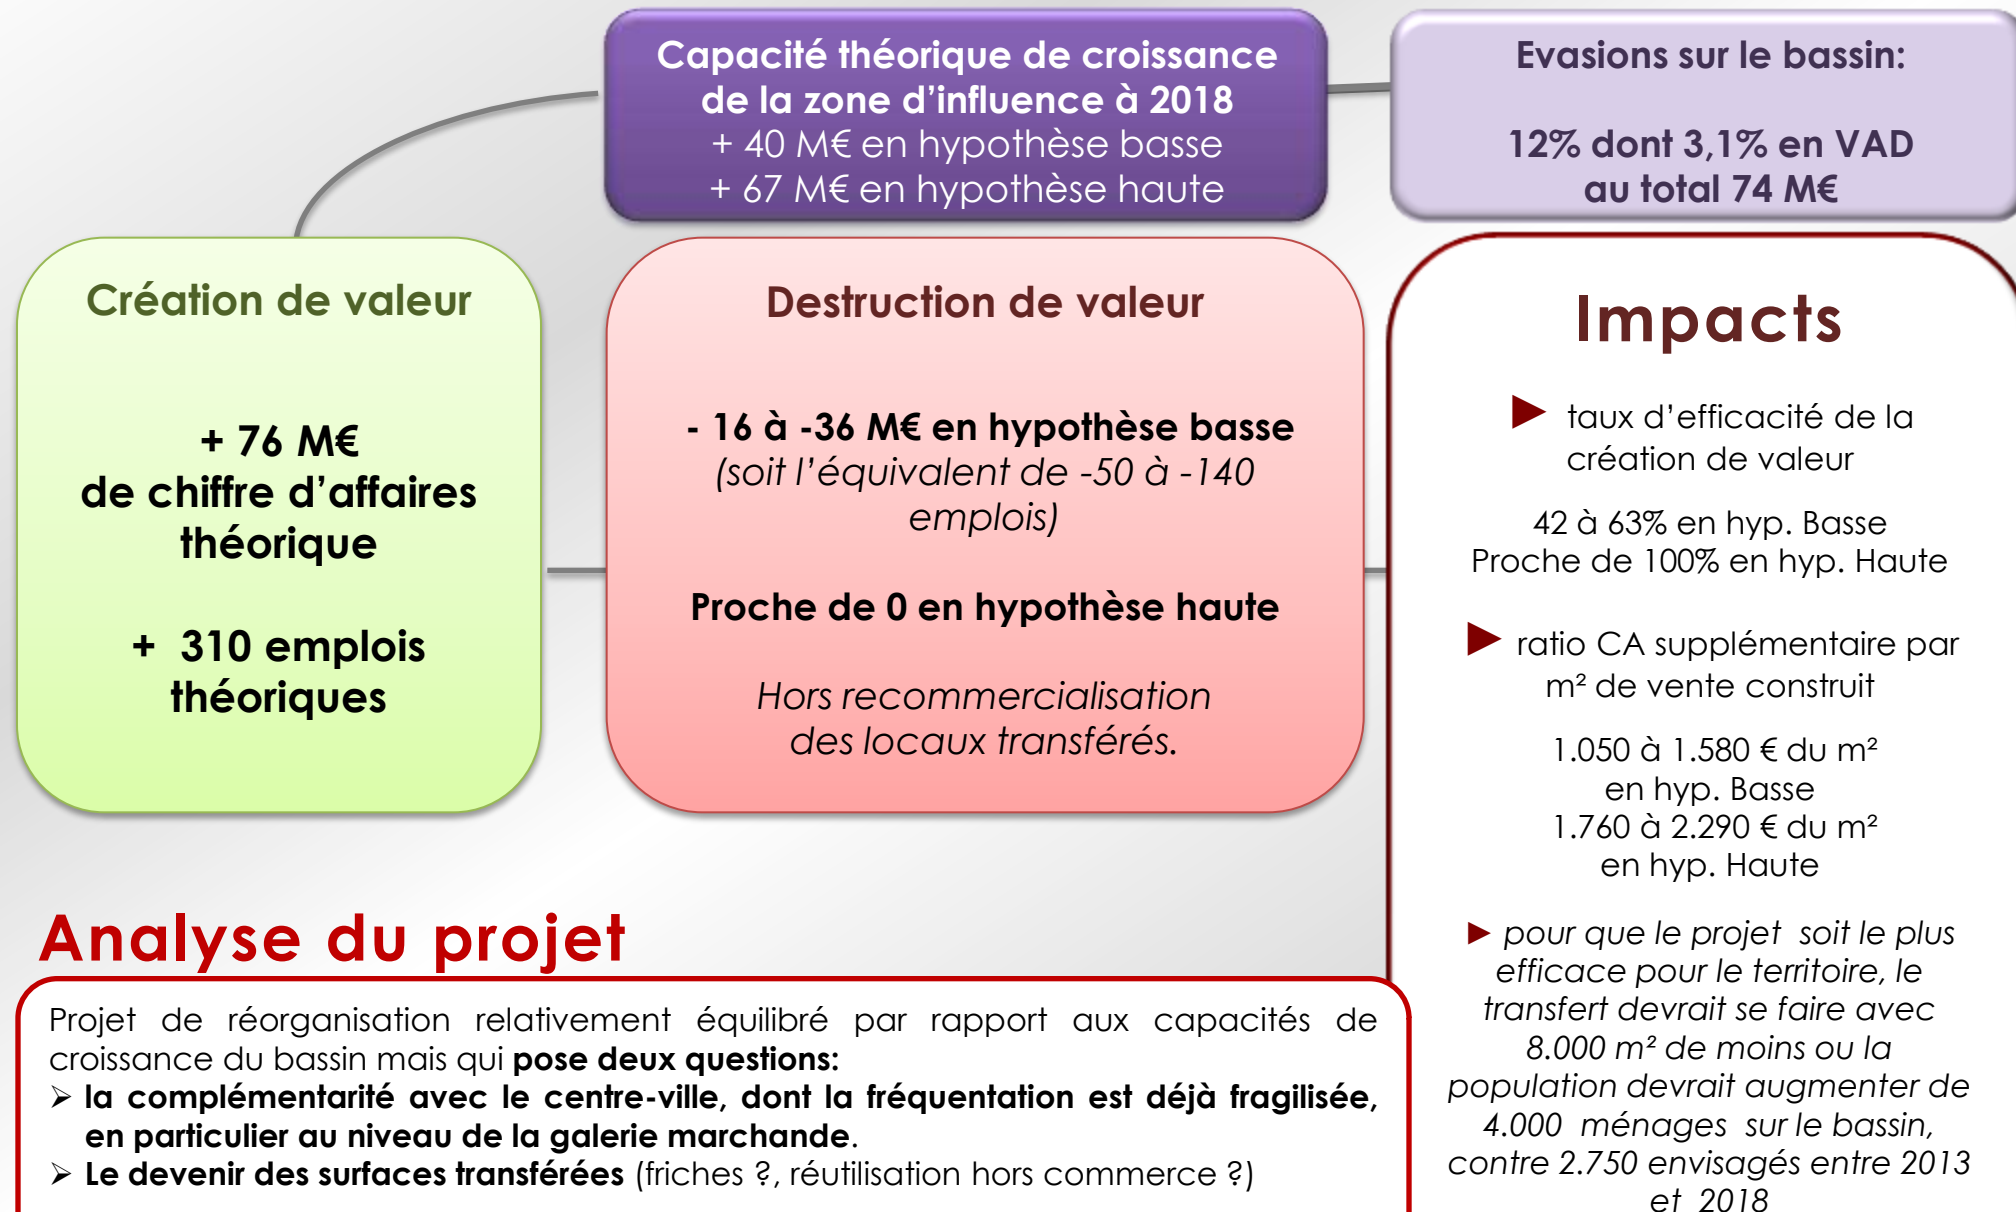 Capacité théorique de croissance
de la zone d’influence à 2018
+ 40 M€ en hypothèse basse
+ 67 M€ en hypothèse haute
Evasions sur le bassin:
12% dont 3,1% en VAD
au total 74 M€
Création de valeur
+ 76 M€
de chiffre d’affaires
théorique
+ 310 emplois
théoriques
Destruction de valeur
- 16 à -36 M€ en hypothèse basse
(soit l’équivalent de -50 à -140
emplois)
Proche de 0 en hypothèse haute
Hors recommercialisation
des locaux transférés.
Impacts
► taux d’efficacité de la
création de valeur
42 à 63% en hyp. Basse
Proche de 100% en hyp. Haute
► ratio CA supplémentaire par
m² de vente construit
1.050 à 1.580 € du m²
en hyp. Basse
1.760 à 2.290 € du m²
en hyp. Haute
► pour que le projet soit le plus
efficace pour le territoire, le
transfert devrait se faire avec
8.000 m² de moins ou la
population devrait augmenter de
4.000 ménages sur le bassin,
contre 2.750 envisagés entre 2013
et 2018
Analyse du projet
Projet de réorganisation relativement équilibré par rapport aux capacités de
croissance du bassin mais qui pose deux questions:
➢ la complémentarité avec le centre-ville, dont la fréquentation est déjà fragilisée,
en particulier au niveau de la galerie marchande.
➢ Le devenir des surfaces transférées (friches ?, réutilisation hors commerce ?)